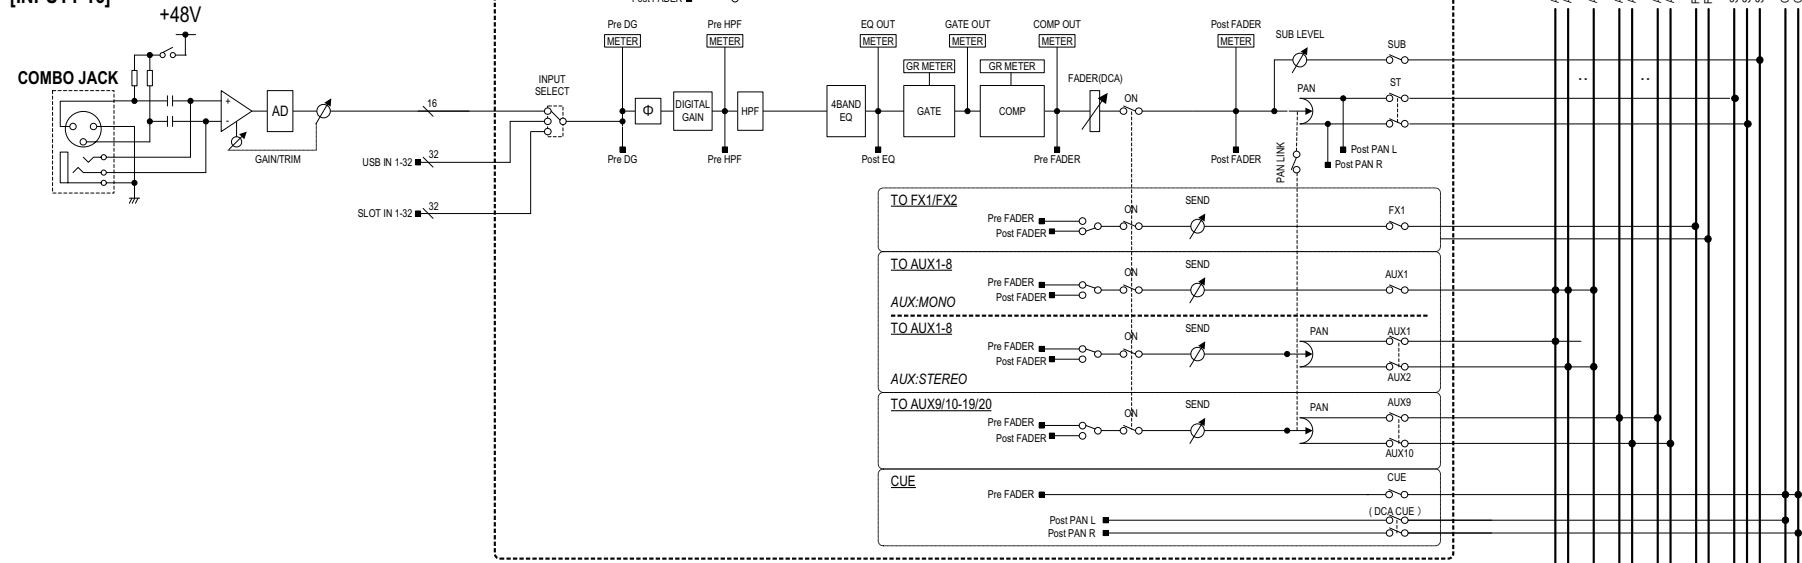 +48V
COMBO JACK
+
-
AD
GAIN/TRIM
16
USB IN 1-32
32
SLOT IN 1-32
32
INPUT
SELECT
Pre DG
METER
Pre DG
Φ
DIGITAL
GAIN
Pre HPF
METER
Pre HPF
HPF
4BAND
EQ
EQ OUT
METER
Post EQ
GR METER
GATE
GATE OUT
METER
GR METER
COMP
COMP OUT
METER
Pre FADER
FADER(DCA)
ON
Post FADER
METER
Post FADER
SUB LEVEL
SUB
PAN
ST
Post PAN L
Post PAN R
PAN LINK
TO FX1/FX2
Pre FADER
Post FADER
ON
SEND
FX1
TO AUX1-8
Pre FADER
Post FADER
ON
SEND
AUX1
AUX:MONO
TO AUX1-8
Pre FADER
Post FADER
ON
SEND
PAN
AUX1
AUX2
AUX:STEREO
TO AUX9/10-19/20
Pre FADER
Post FADER
ON
SEND
PAN
AUX9
AUX10
CUE
Pre FADER
CUE
( DCA CUE )
Post PAN L
Post PAN R